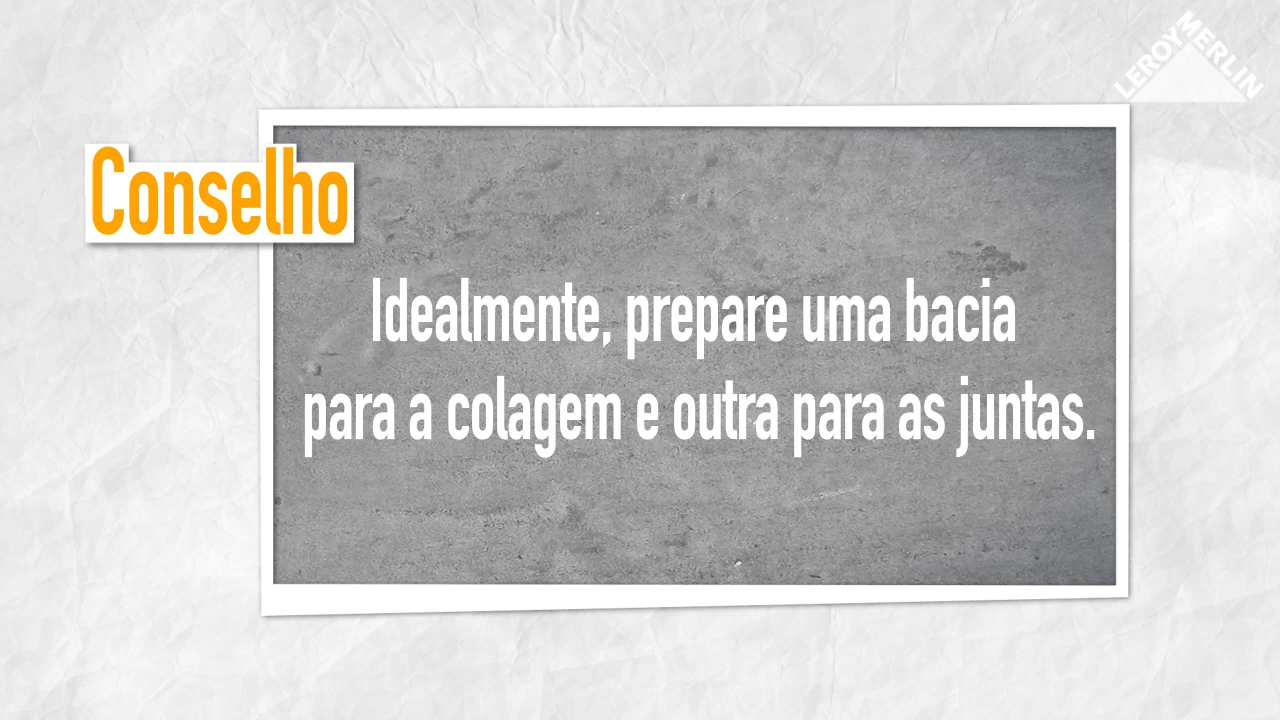 LEROY MERLIN
Conselho
Idealmente, prepare uma bacia
para a colagem e outra para as juntas.